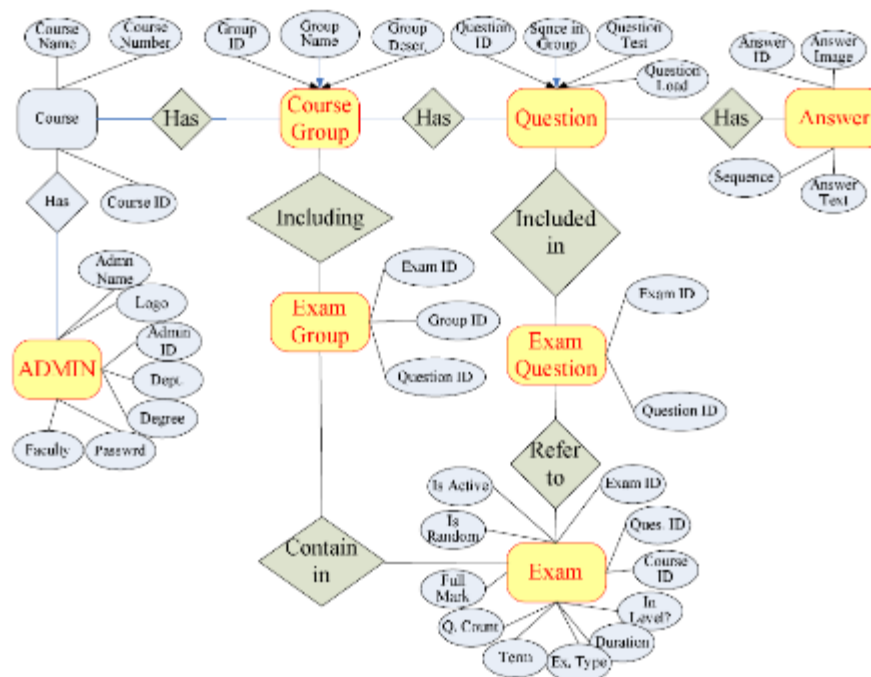 Course
Name
Course
Number
Group
ID
Group
Name
Group
Descr.
Question
ID
Sqnce in
Group
Question
Test
Question
Load
Answer
ID
Answer
Image
Course
Has
Course
Group
Has
Question
Has
Answer
Has
Course ID
Sequence
Answer
Text
Including
Included
in
Admn
Name
Logo
Admin
ID
ADMIN
Dept.
Degree
Faculty
Passwrd
Exam
Group
Exam ID
Group ID
Question ID
Exam
Question
Exam ID
Question ID
Refer
to
Is Active
Exam ID
Is
Random
Ques. ID
Contain
in
Exam
Course
ID
Full
Mark
In
Level?
Q. Count
Duration
Term
Ex. Type